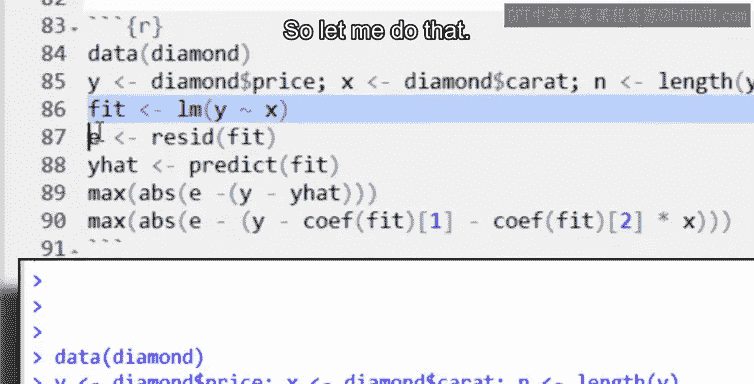 So let me do that.
83 ```{r}
84 data(diamond)
85 y <- diamond$price; x <- diamond$carat; n <- length(y
86 fit <- lm(y ~ x)
87 e <- resid(fit)
88 yhat <- predict(fit)
89 max(abs(e -(y - yhat)))
90 max(abs(e - (y - coef(fit)[1] - coef(fit)[2] * x)))
91 ```
>
>
>
> data(diamond)
> y <- diamond$price; x <- diamond$carat; n <- length(y)